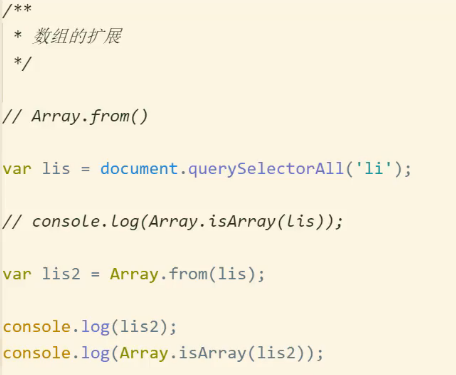 /**
 * 数组的扩展
 */
// Array.from()
var lis = document.querySelectorAll('li');
// console.log(Array.isArray(lis));
var lis2 = Array.from(lis);
console.log(lis2);
console.log(Array.isArray(lis2));